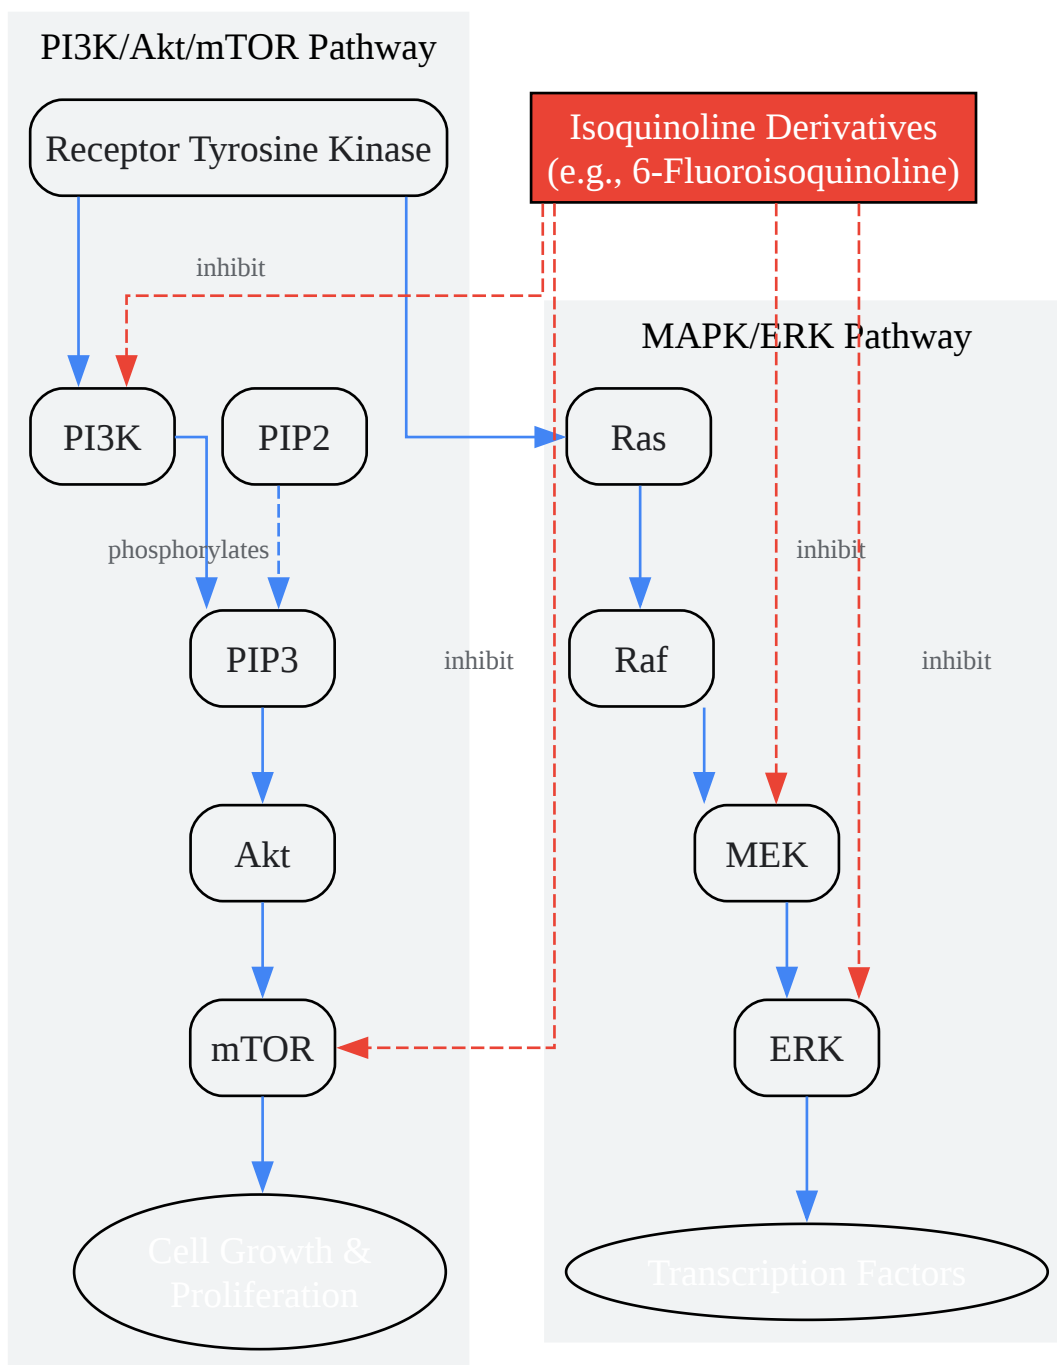 PI3K/Akt/mTOR Pathway
Receptor Tyrosine Kinase
Isoquinoline Derivatives
(e.g., 6-Fluoroisoquinoline)
inhibit
MAPK/ERK Pathway
PI3K
PIP2
Ras
phosphorylates
inhibit
PIP3
inhibit
Raf
inhibit
Akt
MEK
mTOR
ERK
Cell Growth &
Proliferation
Transcription Factors